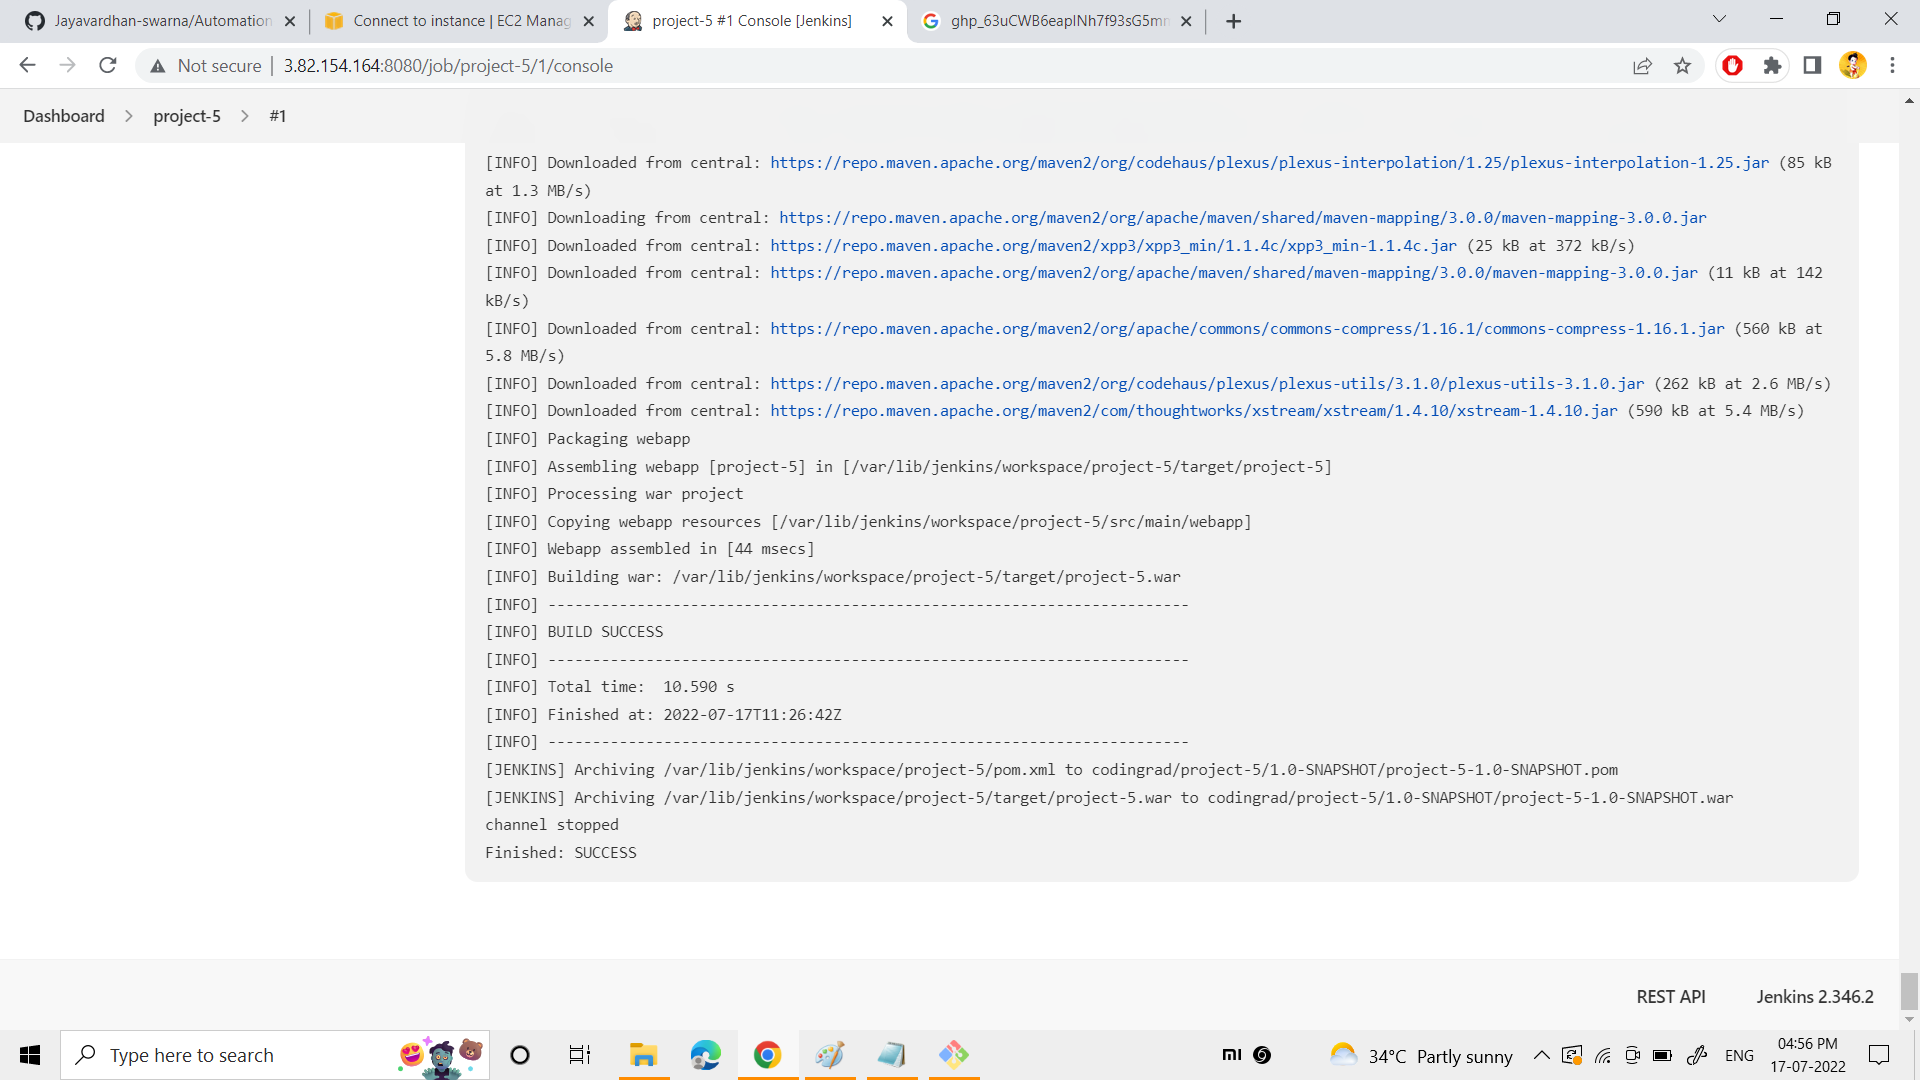 Jayavardhan-swarna/Automation
Connect to instance | EC2 Manag
project-5 #1 Console [Jenkins]
Not secure
3.82.154.164:8080/job/project-5/1/console
Dashboard
project-5
#1
[INFO] Downloaded from central: https://repo.maven.apache.org/maven2/org/codehaus/plexus/plexus-interpolation/1.25/plexus-interpolation-1.25.jar (85 kB
at 1.3 MB/s)
[INFO] Downloading from central: https://repo.maven.apache.org/maven2/org/apache/maven/shared/maven-mapping/3.0.0/maven-mapping-3.0.0.jar
[INFO] Downloaded from central: https://repo.maven.apache.org/maven2/xpp3/xpp3_min/1.1.4c/xpp3_min-1.1.4c.jar (25 kB at 372 kB/s)
[INFO] Downloaded from central: https://repo.maven.apache.org/maven2/org/apache/maven/shared/maven-mapping/3.0.0/maven-mapping-3.0.0.jar (11 kB at 142
kB/s)
[INFO] Downloaded from central: https://repo.maven.apache.org/maven2/org/apache/commons/commons-compress/1.16.1/commons-compress-1.16.1.jar (560 kB at
5.8 MB/s)
[INFO] Downloaded from central: https://repo.maven.apache.org/maven2/org/codehaus/plexus/plexus-utils/3.1.0/plexus-utils-3.1.0.jar (262 kB at 2.6 MB/s)
[INFO] Downloaded from central: https://repo.maven.apache.org/maven2/com/thoughtworks/xstream/xstream/1.4.10/xstream-1.4.10.jar (590 kB at 5.4 MB/s)
[INFO] Packaging webapp
[INFO] Assembling webapp [project-5] in [/var/lib/jenkins/workspace/project-5/target/project-5]
[INFO] Processing war project
[INFO] Copying webapp resources [/var/lib/jenkins/workspace/project-5/src/main/webapp]
[INFO] Webapp assembled in [44 msecs]
[INFO] Building war: /var/lib/jenkins/workspace/project-5/target/project-5.war
[INFO] ------------------------------------------------------------------------
[INFO] BUILD SUCCESS
[INFO] ------------------------------------------------------------------------
[INFO] Total time:  10.590 s
[INFO] Finished at: 2022-07-17T11:26:42Z
[INFO] ------------------------------------------------------------------------
[JENKINS] Archiving /var/lib/jenkins/workspace/project-5/pom.xml to codingrad/project-5/1.0-SNAPSHOT/project-5-1.0-SNAPSHOT.pom
[JENKINS] Archiving /var/lib/jenkins/workspace/project-5/target/project-5.war to codingrad/project-5/1.0-SNAPSHOT/project-5-1.0-SNAPSHOT.war
channel stopped
Finished: SUCCESS
REST API
Jenkins 2.346.2
Type here to search
34°C Partly sunny
ENG
04:56 PM
17-07-2022